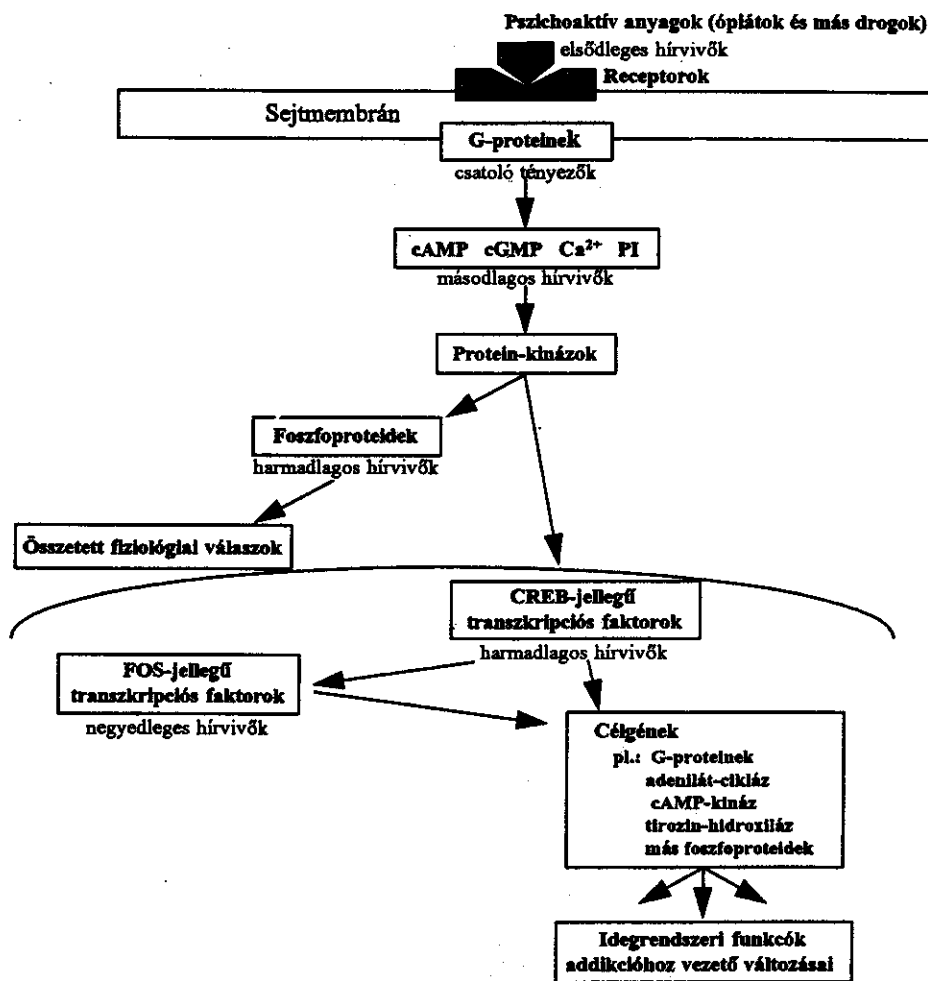 Pszichoaktív anyagok (ópiátok és más drogok)
elsődleges hírvivők
Receptorok
Sejtmembrán
G-proteinek
csatoló tényezők
cAMP cGMP Ca²⁺ PI
másodlagos hírvivők
Protein-kinázok
Foszfoproteidek
harmadlagos hírvivők
Összetett fiziológiai válaszok
CREB-jellegű
transzkripciós faktorok
harmadlagos hírvivők
FOS-jellegű
transzkripciós faktorok
negyedleges hírvivők
Célgének
pl.: G-proteinek
adenilát-cikláz
cAMP-kináz
tirozin-hidroxiláz
más foszfoproteidek
Idegrendszeri funkcók
addikcióhoz vezető változásai